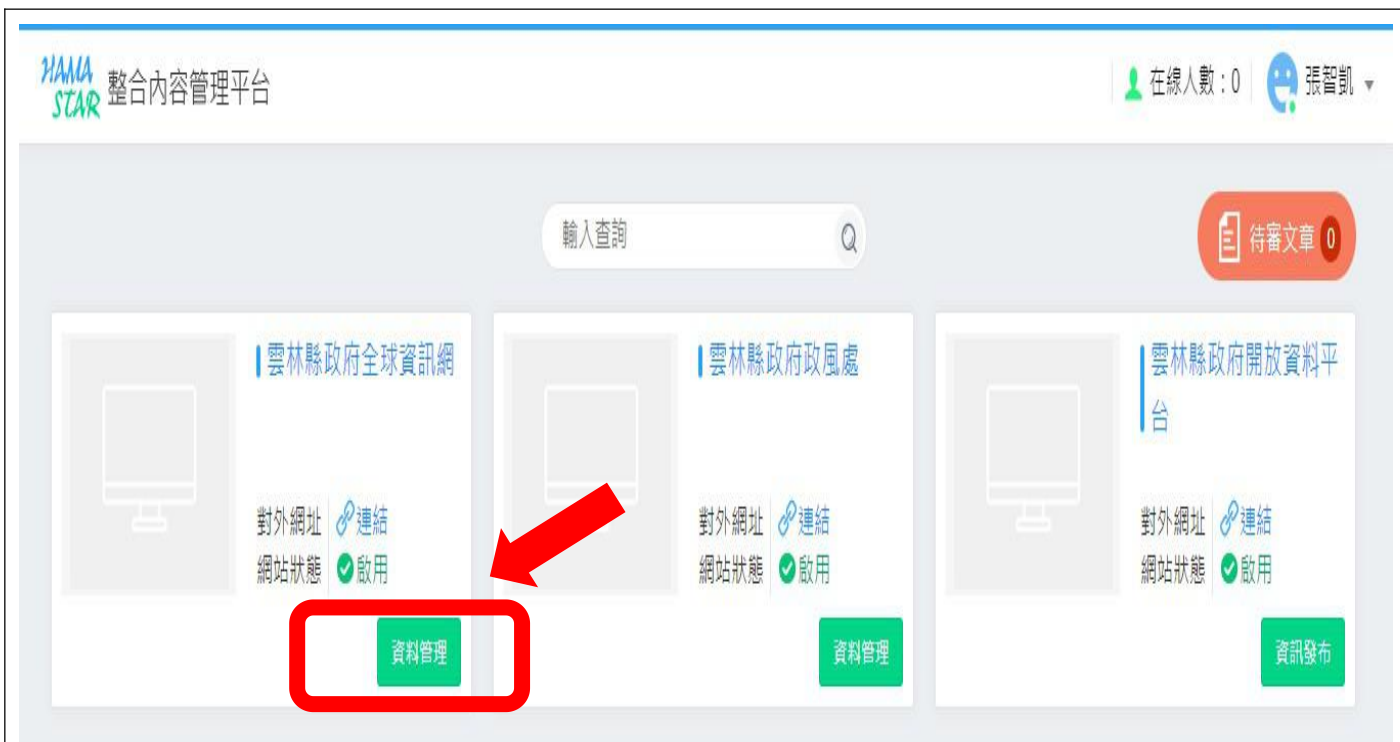 HAMA
STAR
整合內容管理平台
在線人數 : 0
張智凱
輸入查詢
待審文章 0
雲林縣政府全球資訊網
對外網址 連結
網站狀態 啟用
資料管理
雲林縣政府政風處
對外網址 連結
網站狀態 啟用
資料管理
雲林縣政府開放資料平
台
對外網址 連結
網站狀態 啟用
資訊發布